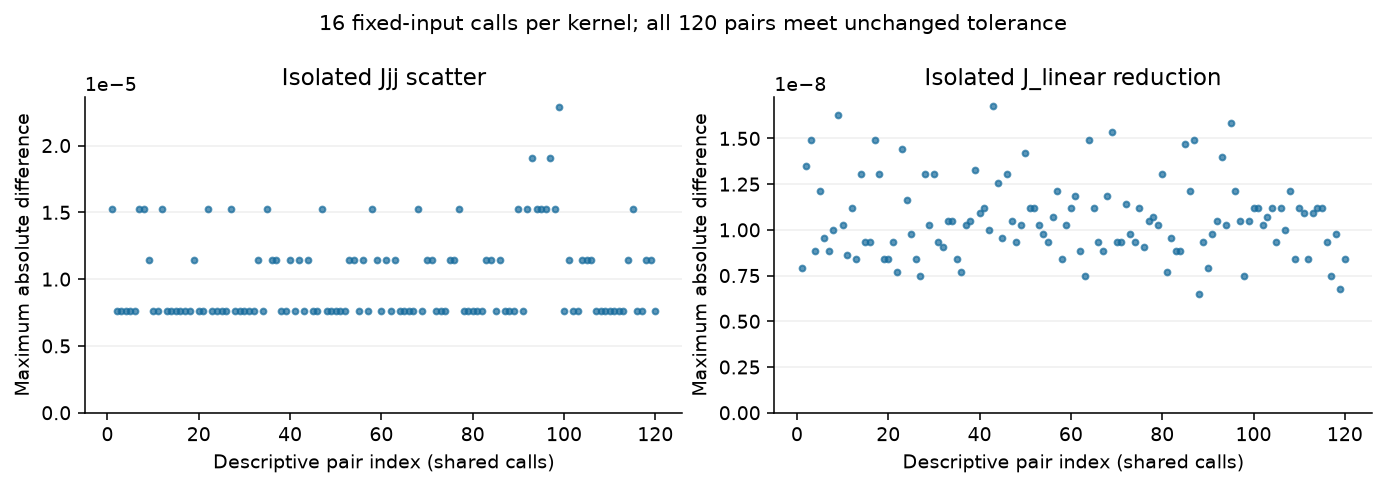 16 fixed-input calls per kernel; all 120 pairs meet unchanged tolerance
Isolated Jjj scatter
1e−5
Maximum absolute difference
2.0
1.5
1.0
0.5
0.0
0 20 40 60 80 100 120
Descriptive pair index (shared calls)
Isolated J_linear reduction
1e−8
Maximum absolute difference
1.50
1.25
1.00
0.75
0.50
0.25
0.00
0 20 40 60 80 100 120
Descriptive pair index (shared calls)